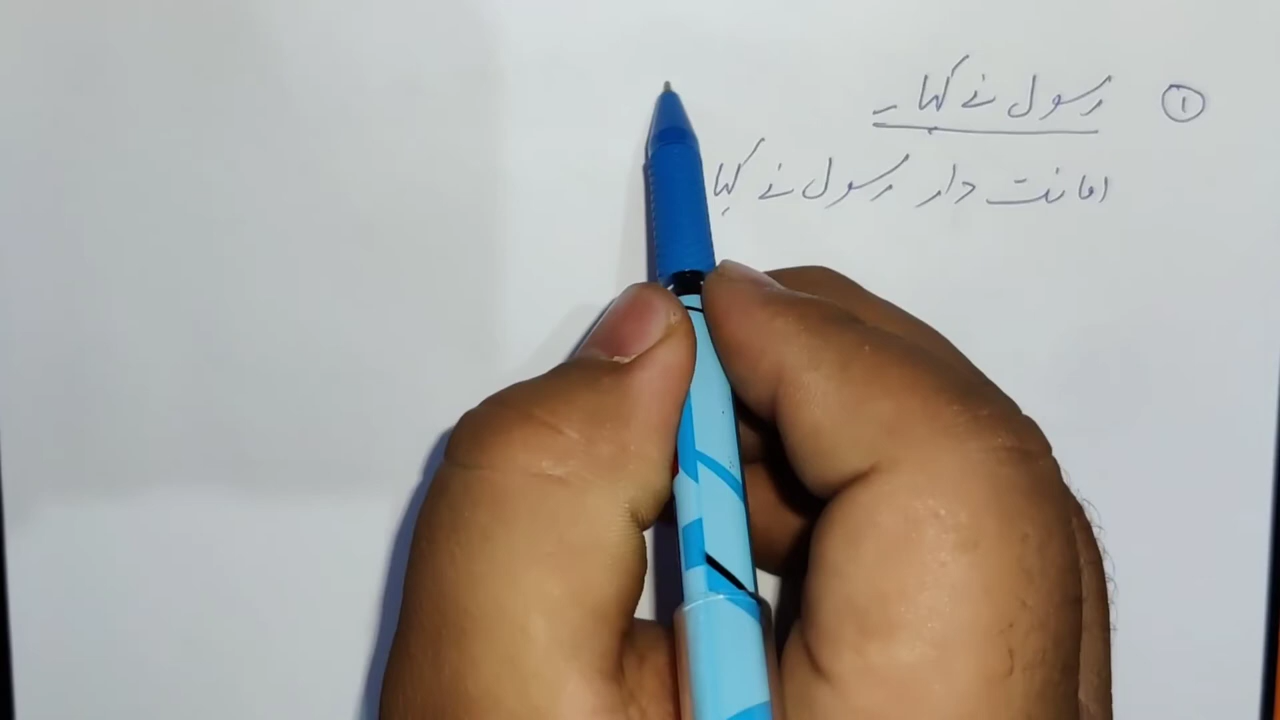 ① رسول نے کہا۔
امانت دار رسول نے کہا